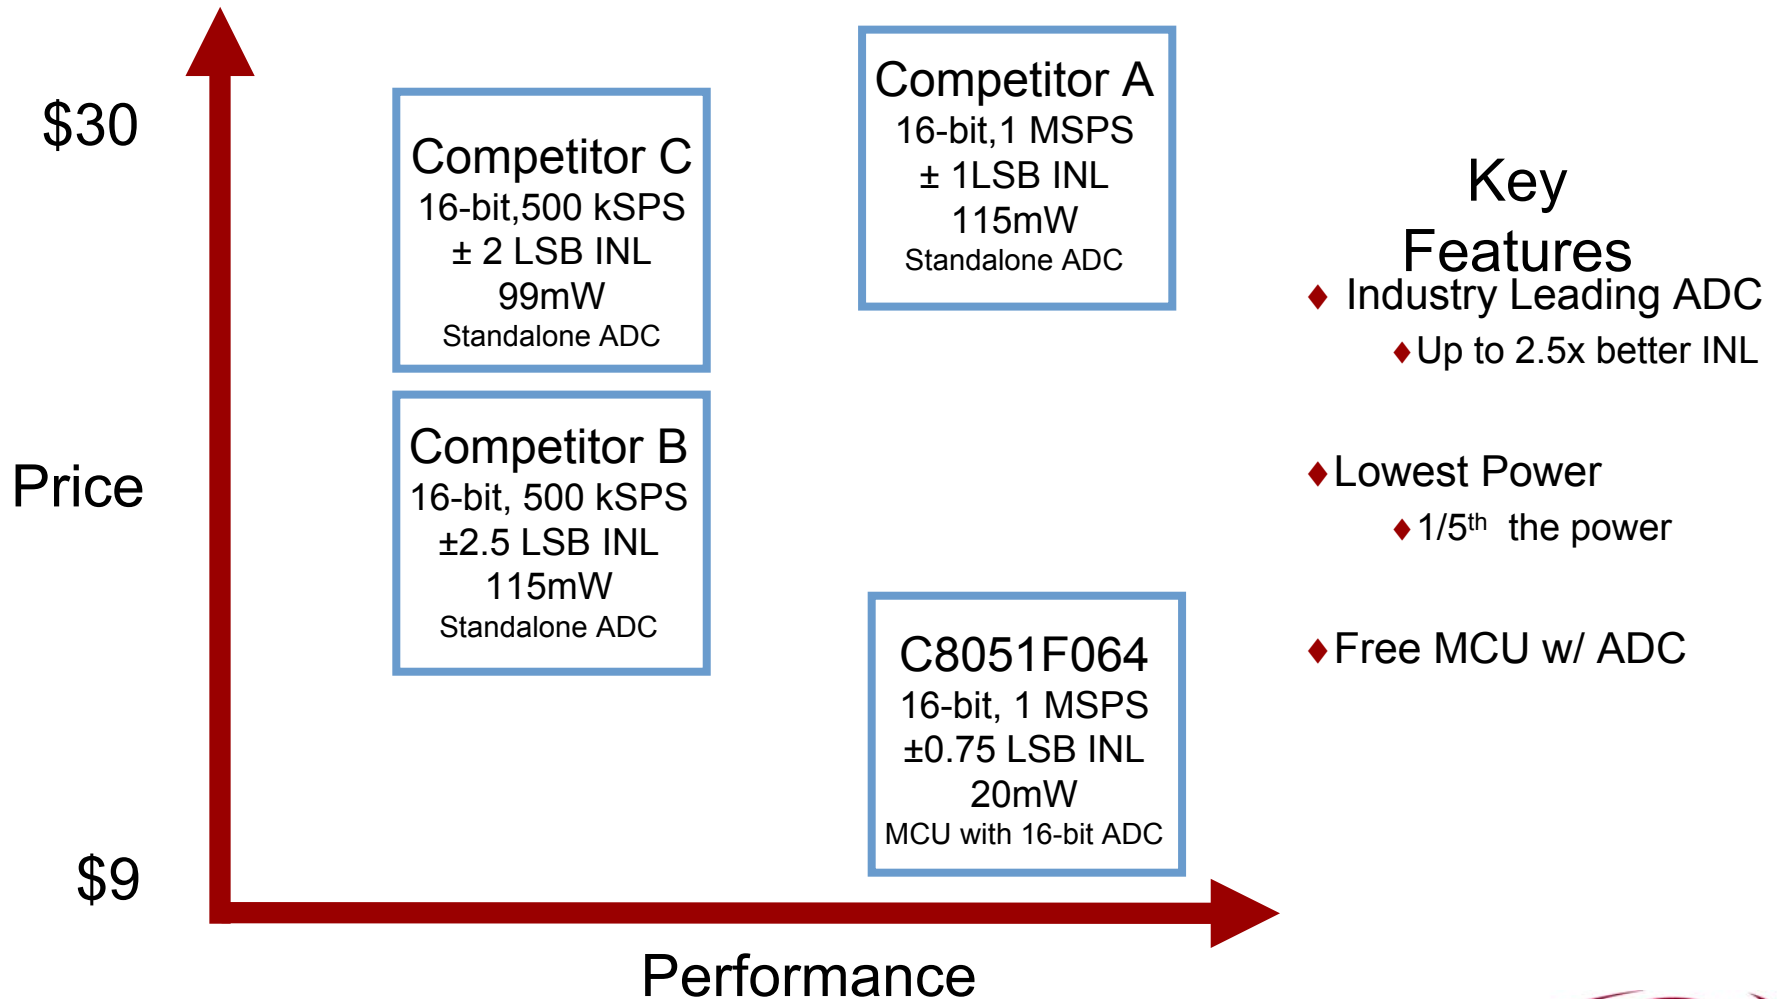 $30
Price
$9
Competitor C
16-bit,500 kSPS
± 2 LSB INL
99mW
Standalone ADC
Competitor B
16-bit, 500 kSPS
±2.5 LSB INL
115mW
Standalone ADC
Competitor A
16-bit,1 MSPS
± 1LSB INL
115mW
Standalone ADC
C8051F064
16-bit, 1 MSPS
±0.75 LSB INL
20mW
MCU with 16-bit ADC
Performance
Key
Features
♦ Industry Leading ADC
♦Up to 2.5x better INL
♦Lowest Power
♦1/5th the power
♦Free MCU w/ ADC